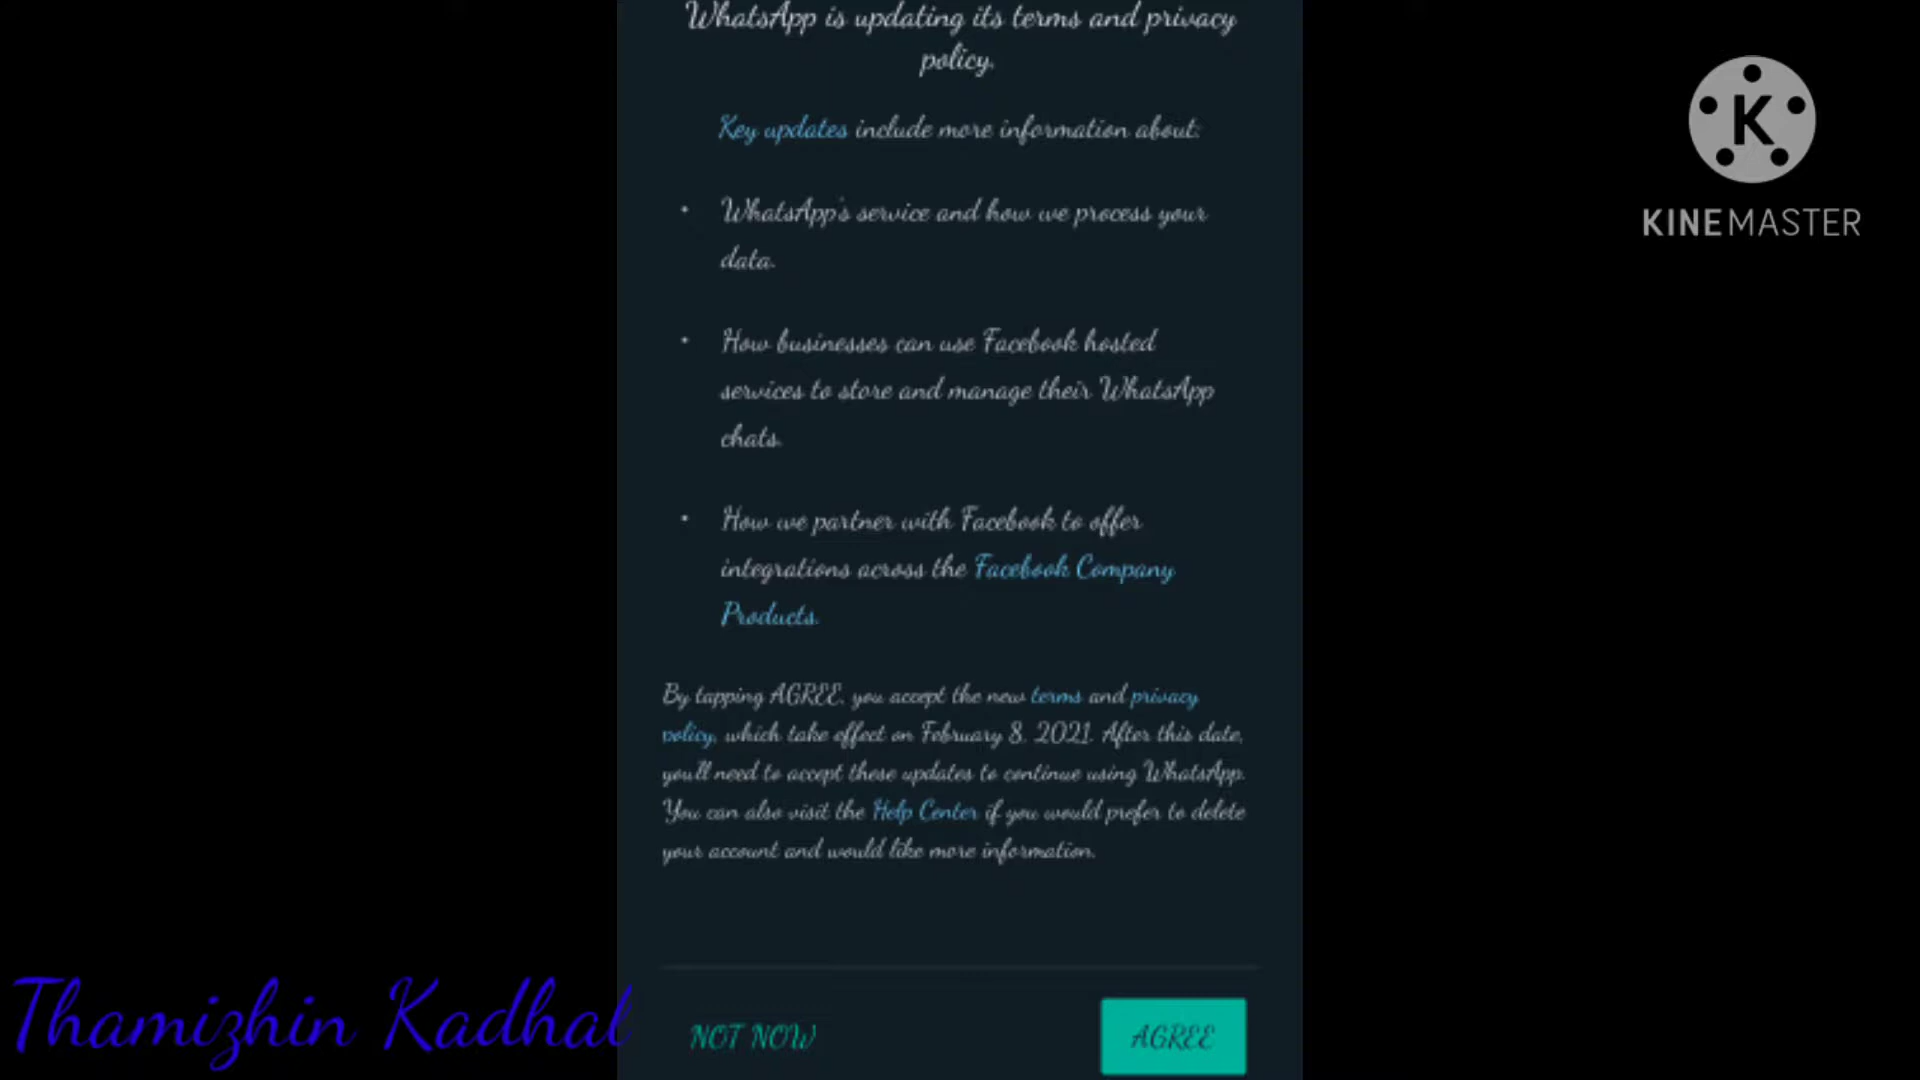 WhatsApp is updating its terms and privacy
policy.
Key updates include more information about:
• WhatsApp's service and how we process your
data.
• How businesses can use Facebook hosted
services to store and manage their WhatsApp
chats.
• How we partner with Facebook to offer
integrations across the Facebook Company
Products.
By tapping AGREE, you accept the new terms and privacy
policy, which take effect on February 8, 2021. After this date,
you'll need to accept these updates to continue using WhatsApp.
You can also visit the Help Center if you would prefer to delete
your account and would like more information.
NOT NOW
AGREE
K
KINEMASTER
Thamizhin Kadhal